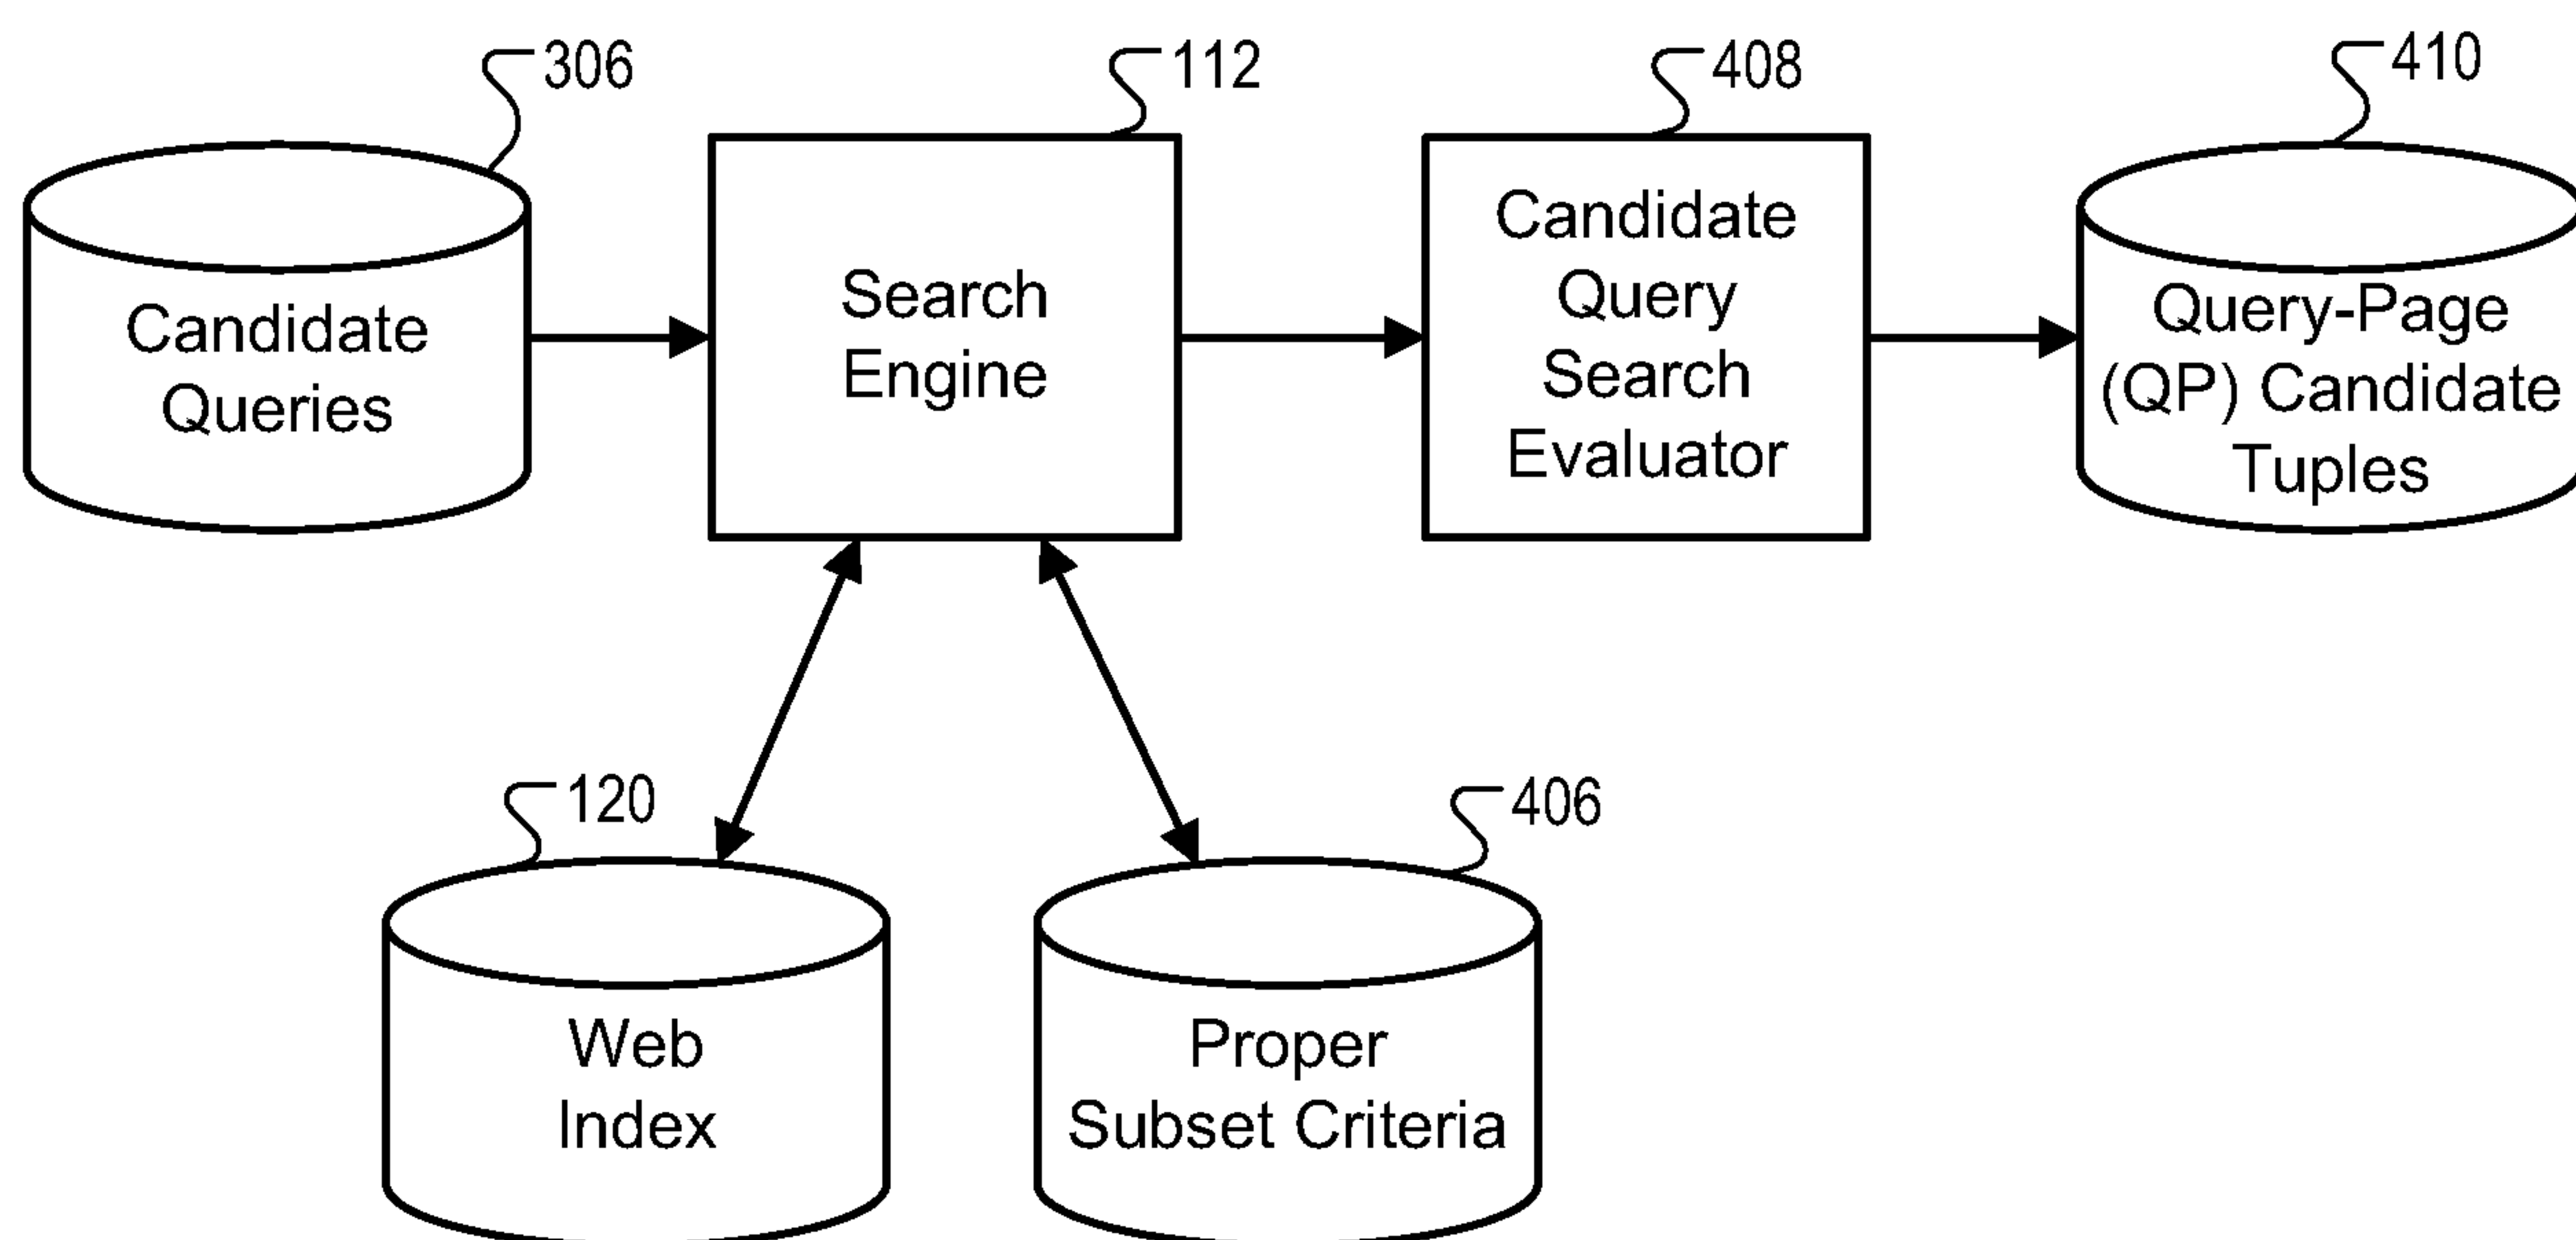 306
112
408
410
Candidate
Queries
Search
Engine
Candidate
Query
Search
Evaluator
Query-Page
(QP) Candidate
Tuples
120
406
Web
Index
Proper
Subset Criteria